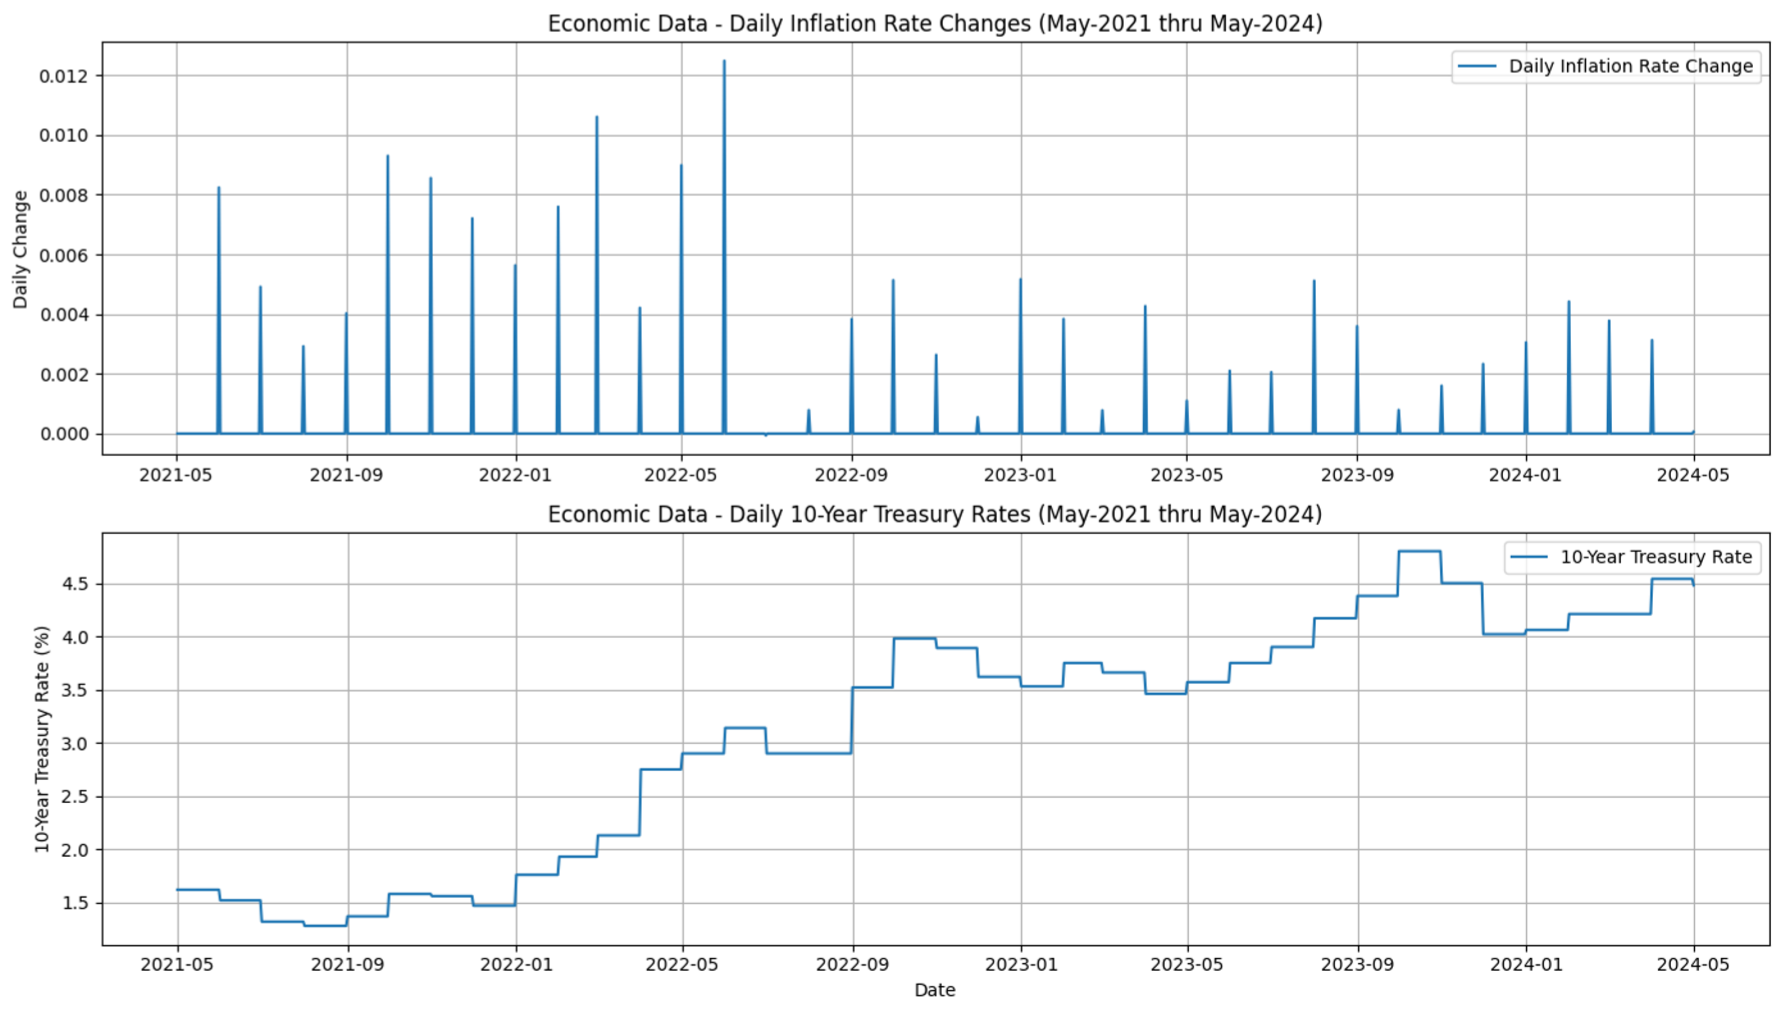 Economic Data - Daily Inflation Rate Changes (May-2021 thru May-2024)
Daily Inflation Rate Change
Daily Change
0.012
0.010
0.008
0.006
0.004
0.002
0.000
2021-05 2021-09 2022-01 2022-05 2022-09 2023-01 2023-05 2023-09 2024-01 2024-05
Economic Data - Daily 10-Year Treasury Rates (May-2021 thru May-2024)
10-Year Treasury Rate
10-Year Treasury Rate (%)
4.5
4.0
3.5
3.0
2.5
2.0
1.5
2021-05 2021-09 2022-01 2022-05 2022-09 2023-01 2023-05 2023-09 2024-01 2024-05
Date